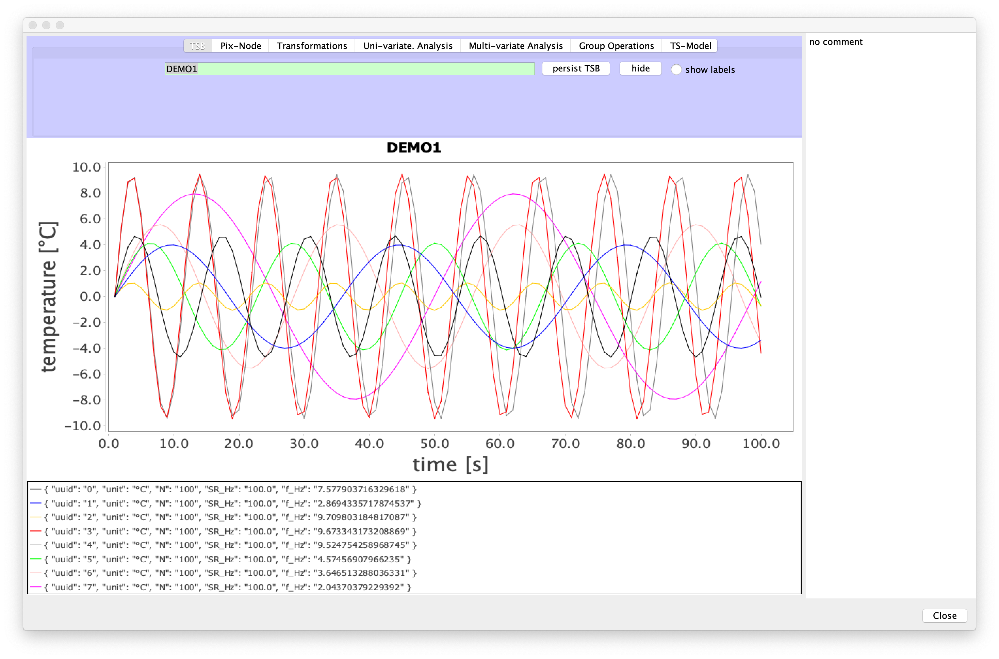 TSB Pix-Node Transformations Uni-variate. Analysis Multi-variate Analysis Group Operations TS-Model
no comment
DEMO1 persist TSB hide show labels
DEMO1
10.0
8.0
6.0
4.0
2.0
0.0
−2.0
−4.0
−6.0
−8.0
−10.0
temperature [°C]
0.0 10.0 20.0 30.0 40.0 50.0 60.0 70.0 80.0 90.0 100.0
time [s]
{ "uuid": "0", "unit": "°C", "N": "100", "SR_Hz": "100.0", "f_Hz": "7.577903716329618" }
{ "uuid": "1", "unit": "°C", "N": "100", "SR_Hz": "100.0", "f_Hz": "2.8694335717874537" }
{ "uuid": "2", "unit": "°C", "N": "100", "SR_Hz": "100.0", "f_Hz": "9.709803184817087" }
{ "uuid": "3", "unit": "°C", "N": "100", "SR_Hz": "100.0", "f_Hz": "9.673343173208869" }
{ "uuid": "4", "unit": "°C", "N": "100", "SR_Hz": "100.0", "f_Hz": "9.524754258968745" }
{ "uuid": "5", "unit": "°C", "N": "100", "SR_Hz": "100.0", "f_Hz": "4.57456907966235" }
{ "uuid": "6", "unit": "°C", "N": "100", "SR_Hz": "100.0", "f_Hz": "3.646513288036331" }
{ "uuid": "7", "unit": "°C", "N": "100", "SR_Hz": "100.0", "f_Hz": "2.04370379229392" }
Close